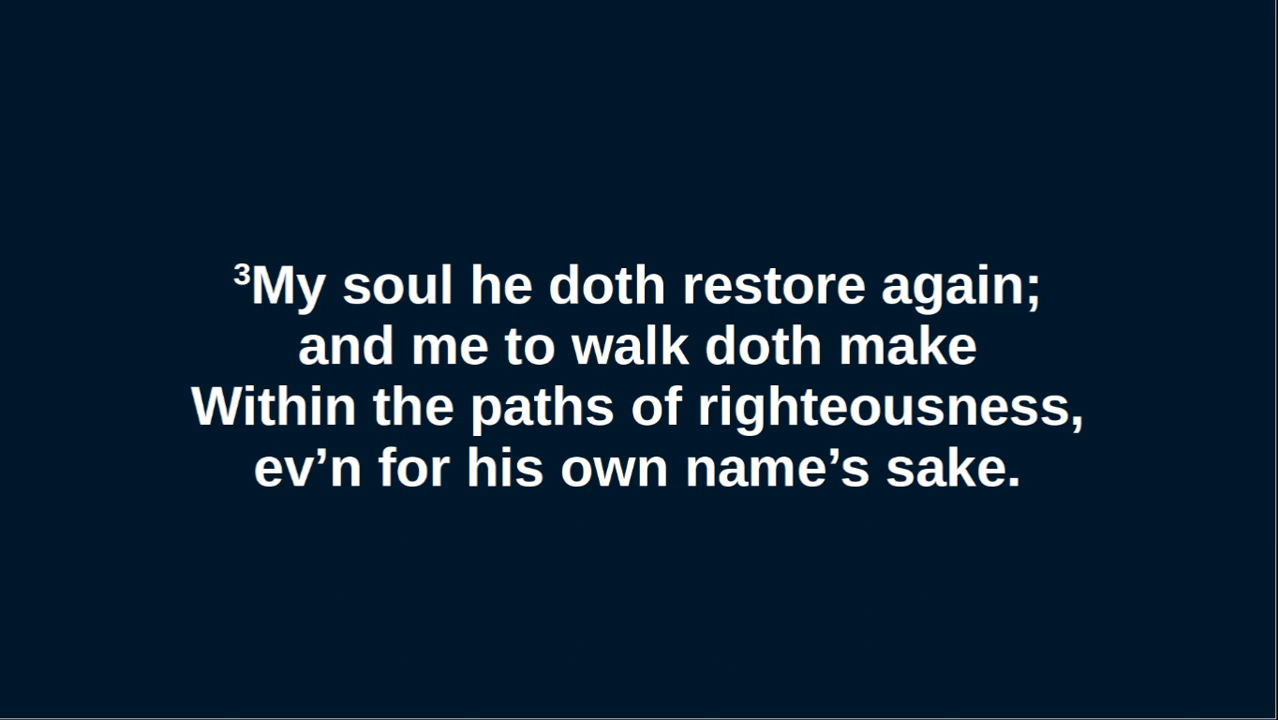 ³My soul he doth restore again;
and me to walk doth make
Within the paths of righteousness,
ev’n for his own name’s sake.